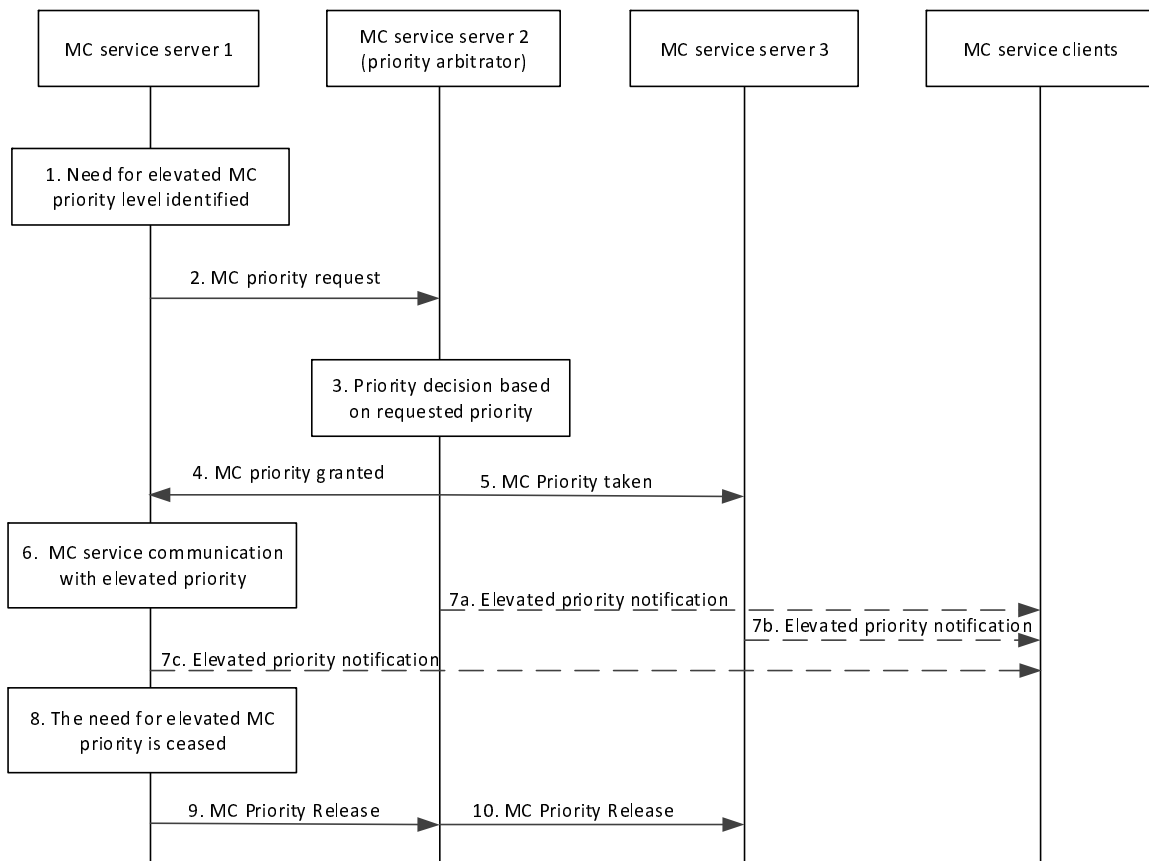 MC service server 1
MC service server 2
(priority arbitrator)
MC service server 3
MC service clients
1. Need for elevated MC
priority level identified
2. MC priority request
3. Priority decision based
on requested priority
4. MC priority granted
5. MC Priority taken
6. MC service communication
with elevated priority
7a. Elevated priority notification
7b. Elevated priority notification
7c. Elevated priority notification
8. The need for elevated MC
priority is ceased
9. MC Priority Release
10. MC Priority Release